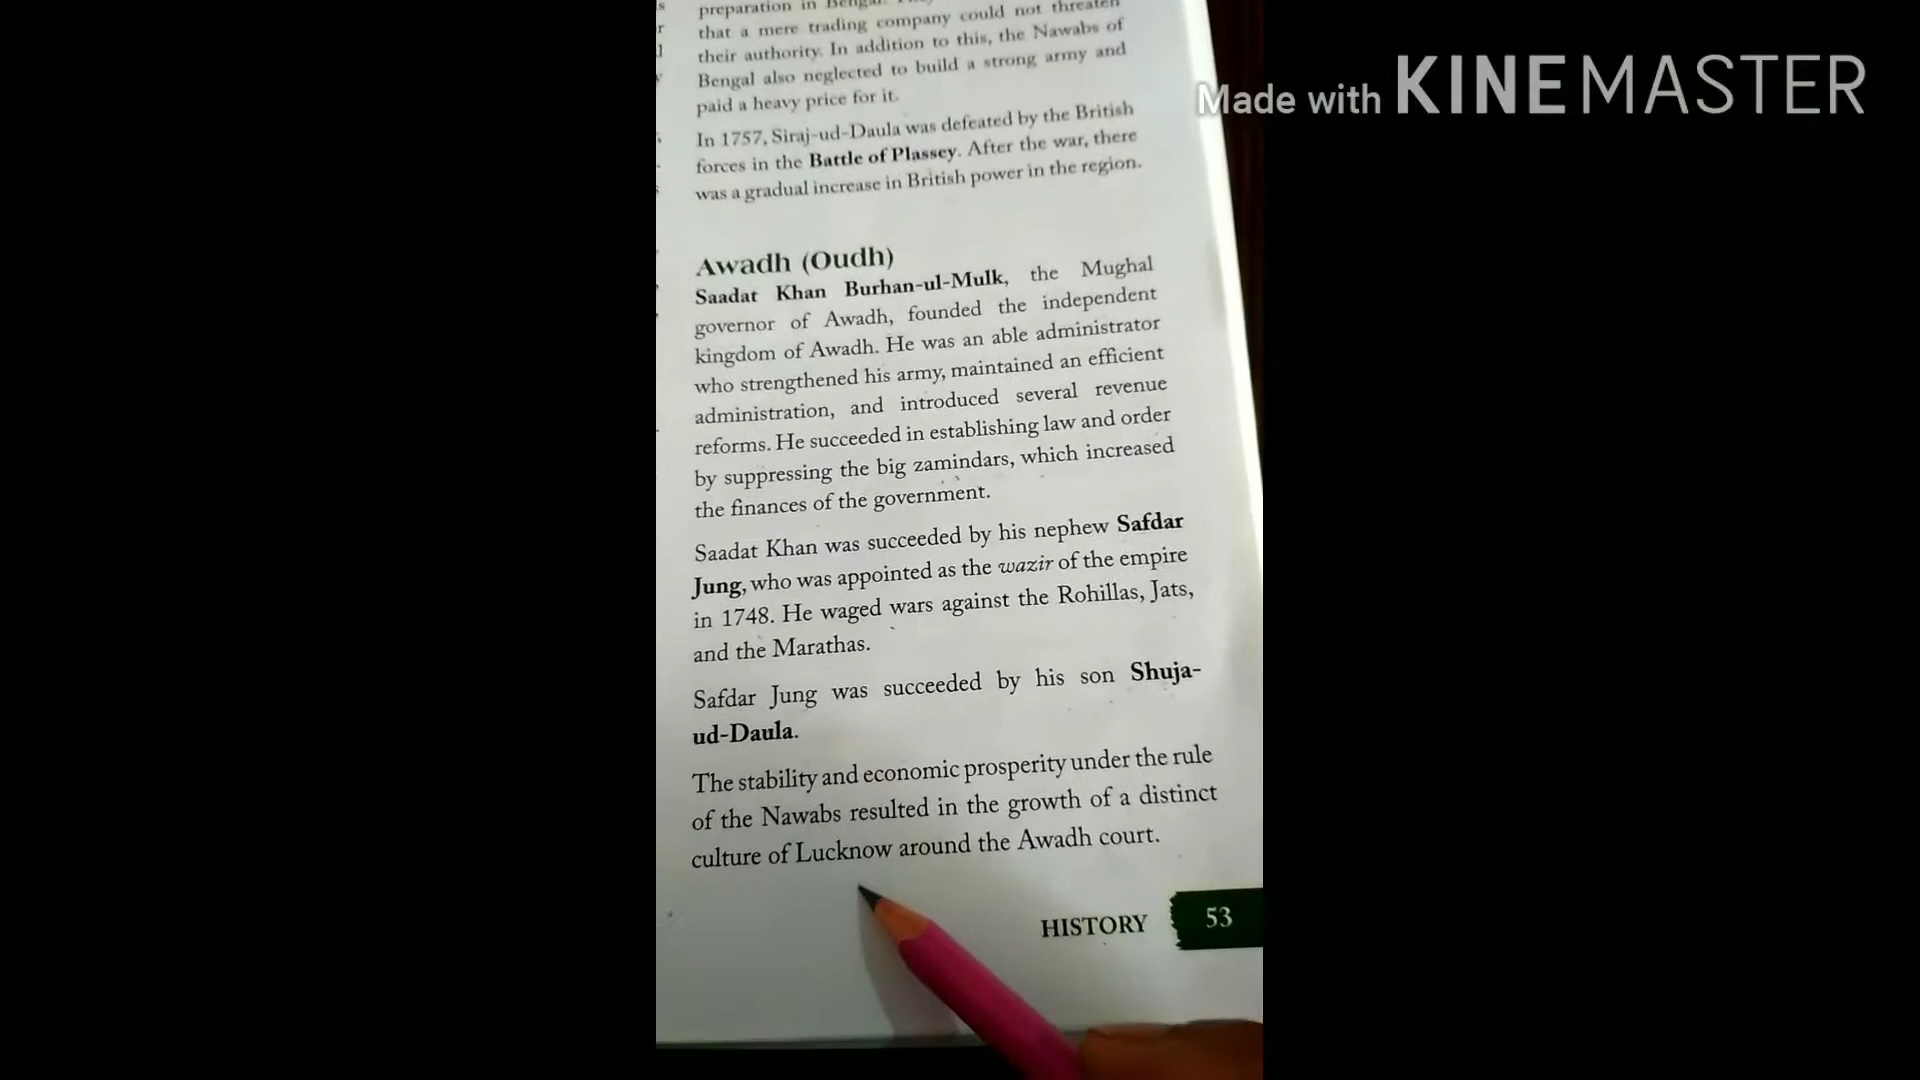 preparation in Bengal.
that a mere trading company could not threaten
their authority. In addition to this, the Nawabs of
Bengal also neglected to build a strong army and
paid a heavy price for it.
In 1757, Siraj-ud-Daula was defeated by the British
forces in the Battle of Plassey. After the war, there
was a gradual increase in British power in the region.
Awadh (Oudh)
Saadat Khan Burhan-ul-Mulk, the Mughal
governor of Awadh, founded the independent
kingdom of Awadh. He was an able administrator
who strengthened his army, maintained an efficient
administration, and introduced several revenue
reforms. He succeeded in establishing law and order
by suppressing the big zamindars, which increased
the finances of the government.
Saadat Khan was succeeded by his nephew Safdar
Jung, who was appointed as the wazir of the empire
in 1748. He waged wars against the Rohillas, Jats,
and the Marathas.
Safdar Jung was succeeded by his son Shuja-
ud-Daula.
The stability and economic prosperity under the rule
of the Nawabs resulted in the growth of a distinct
culture of Lucknow around the Awadh court.
HISTORY 53
Made with KINEMASTER